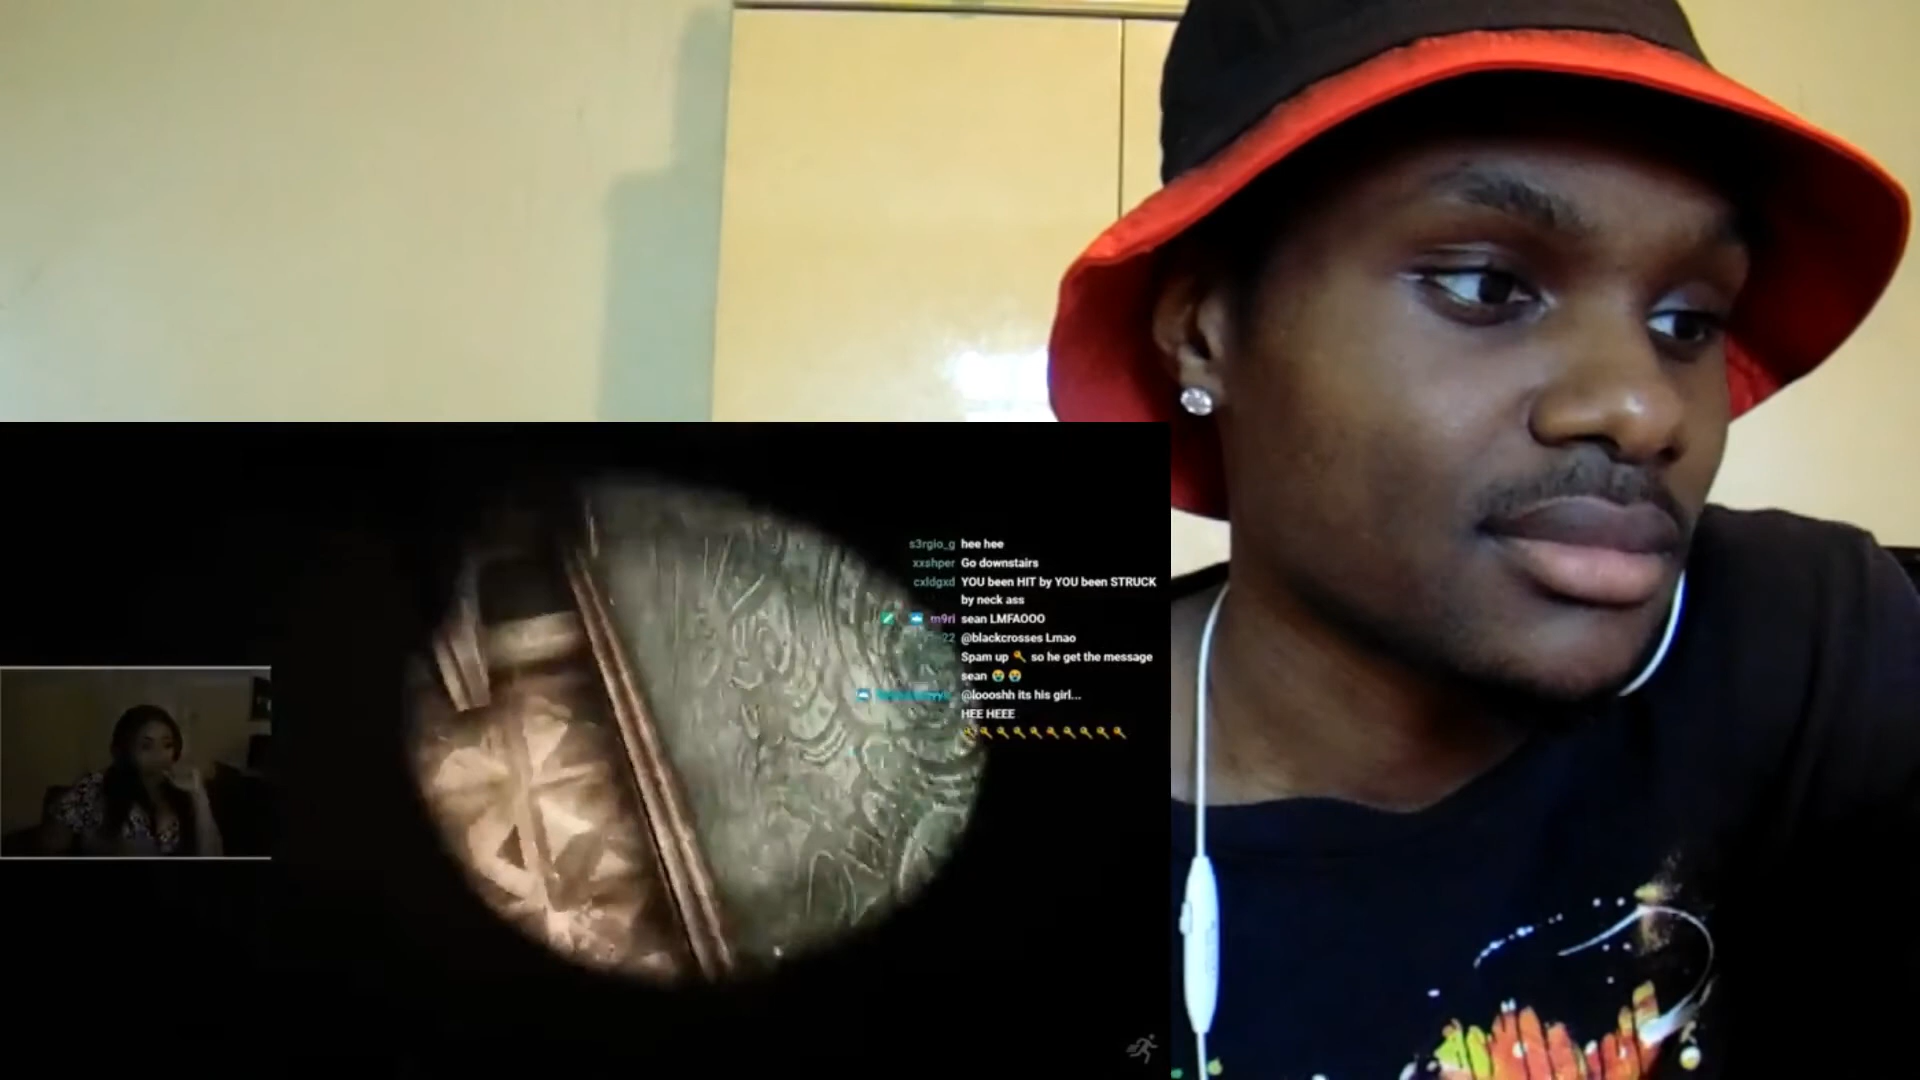 s3rgio_g hee hee
xxshper Go downstairs
cxldgxd YOU been HIT by YOU been STRUCK
by neck ass
m9ri sean LMFAOOO
22 @blackcrosses Lmao
Spam up 🔑 so he get the message
sean 😭 😭
@loooshh its his girl...
HEE HEEE
🔑🔑🔑🔑🔑🔑🔑🔑🔑🔑